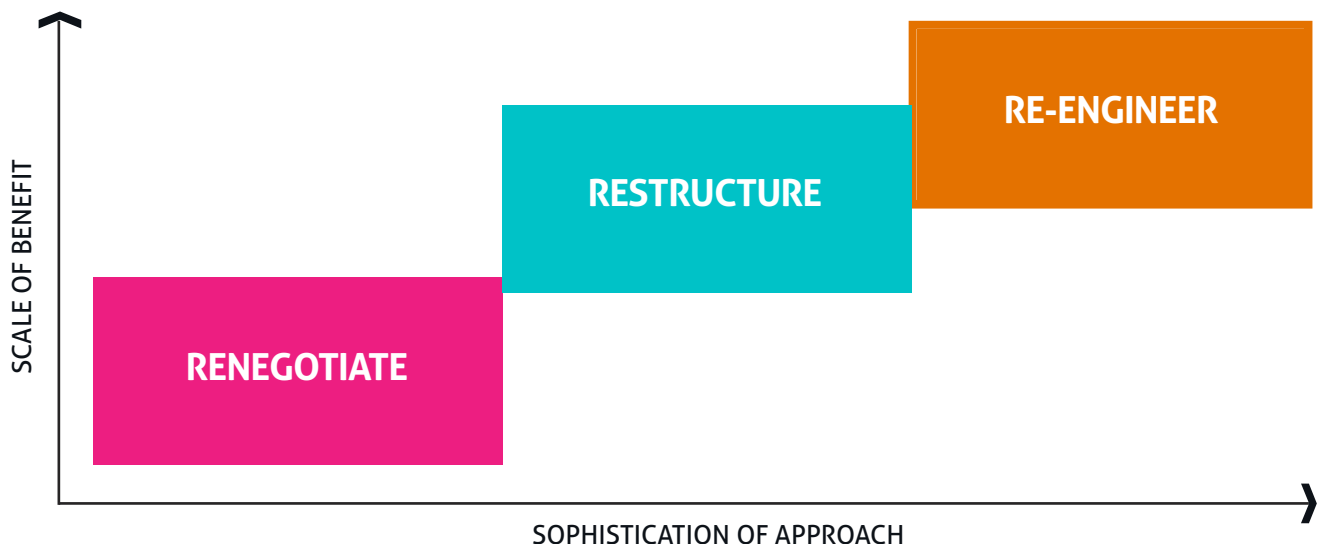 SCALE OF BENEFIT
RE-ENGINEER
RESTRUCTURE
RENEGOTIATE
SOPHISTICATION OF APPROACH